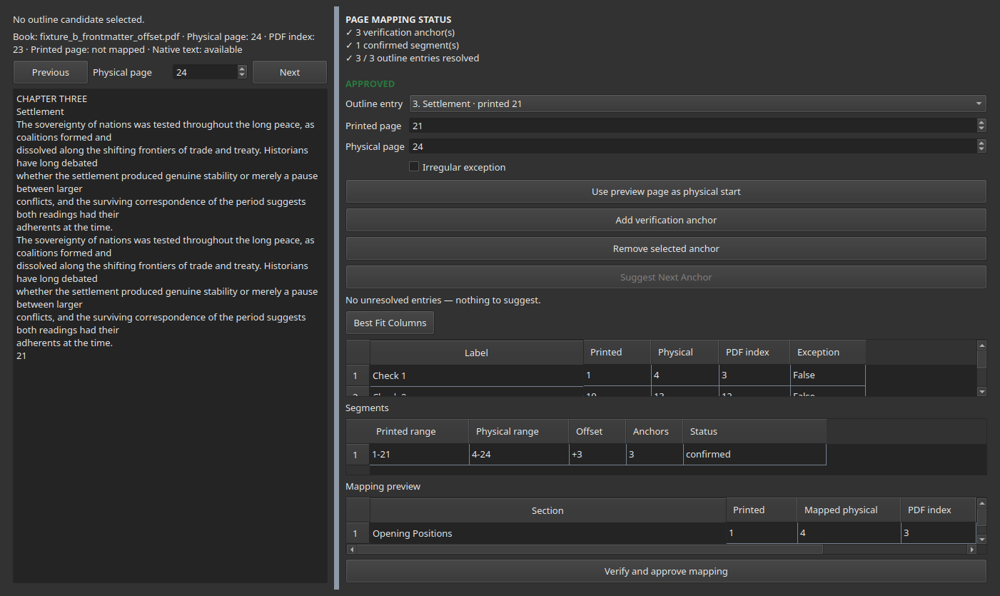 No outline candidate selected.
Book: fixture_b_frontmatter_offset.pdf · Physical page: 24 · PDF index:
23 · Printed page: not mapped · Native text: available
Previous
Physical page
24
Next
CHAPTER THREE
Settlement
The sovereignty of nations was tested throughout the long peace, as
coalitions formed and
dissolved along the shifting frontiers of trade and treaty. Historians
have long debated
whether the settlement produced genuine stability or merely a pause
between larger
conflicts, and the surviving correspondence of the period suggests
both readings had their
adherents at the time.
The sovereignty of nations was tested throughout the long peace, as
coalitions formed and
dissolved along the shifting frontiers of trade and treaty. Historians
have long debated
whether the settlement produced genuine stability or merely a pause
between larger
conflicts, and the surviving correspondence of the period suggests
both readings had their
adherents at the time.
21
PAGE MAPPING STATUS
✓ 3 verification anchor(s)
✓ 1 confirmed segment(s)
✓ 3 / 3 outline entries resolved
APPROVED
Outline entry 3. Settlement · printed 21
Printed page 21
Physical page 24
Irregular exception
Use preview page as physical start
Add verification anchor
Remove selected anchor
Suggest Next Anchor
No unresolved entries — nothing to suggest.
Best Fit Columns
Label Printed Physical PDF index Exception
1 Check 1 1 4 3 False
Segments
Printed range Physical range Offset Anchors Status
1 1-21 4-24 +3 3 confirmed
Mapping preview
Section Printed Mapped physical PDF index
1 Opening Positions 1 4 3
Verify and approve mapping